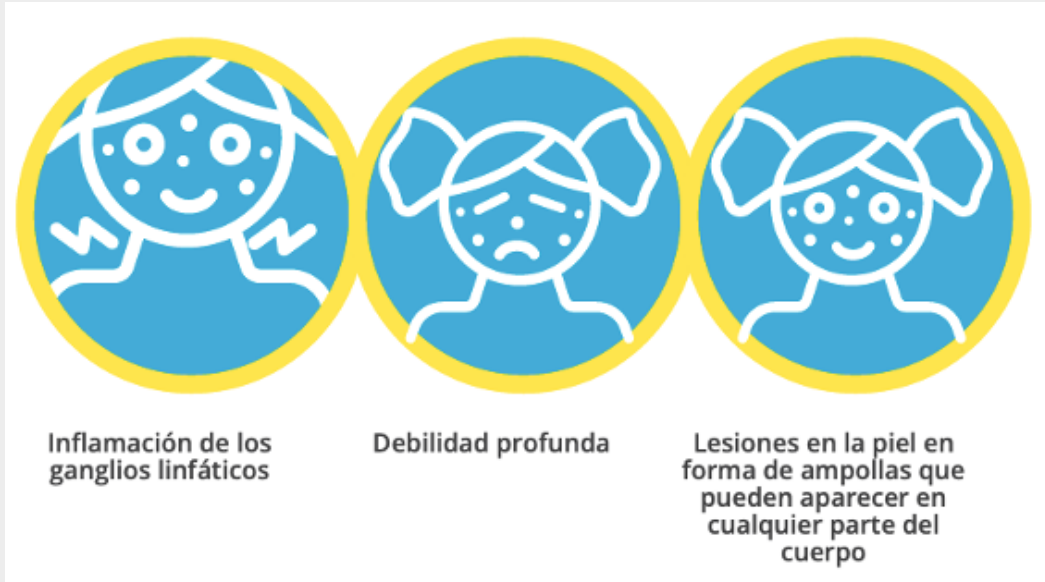 Inflamación de los
ganglios linfáticos
Debilidad profunda
Lesiones en la piel en
forma de ampollas que
pueden aparecer en
cualquier parte del
cuerpo